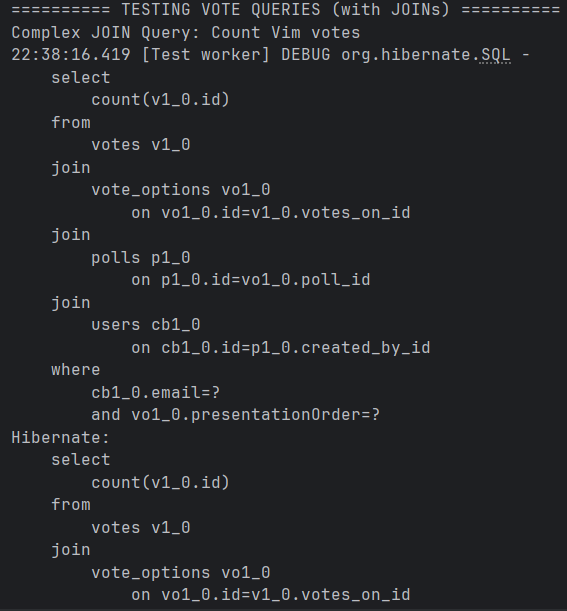 ========== TESTING VOTE QUERIES (with JOINs) ==========
Complex JOIN Query: Count Vim votes
22:38:16.419 [Test worker] DEBUG org.hibernate.SQL -
    select
        count(v1_0.id)
    from
        votes v1_0
    join
        vote_options vo1_0
            on vo1_0.id=v1_0.votes_on_id
    join
        polls p1_0
            on p1_0.id=vo1_0.poll_id
    join
        users cb1_0
            on cb1_0.id=p1_0.created_by_id
    where
        cb1_0.email=?
        and vo1_0.presentationOrder=?
Hibernate:
    select
        count(v1_0.id)
    from
        votes v1_0
    join
        vote_options vo1_0
            on vo1_0.id=v1_0.votes_on_id